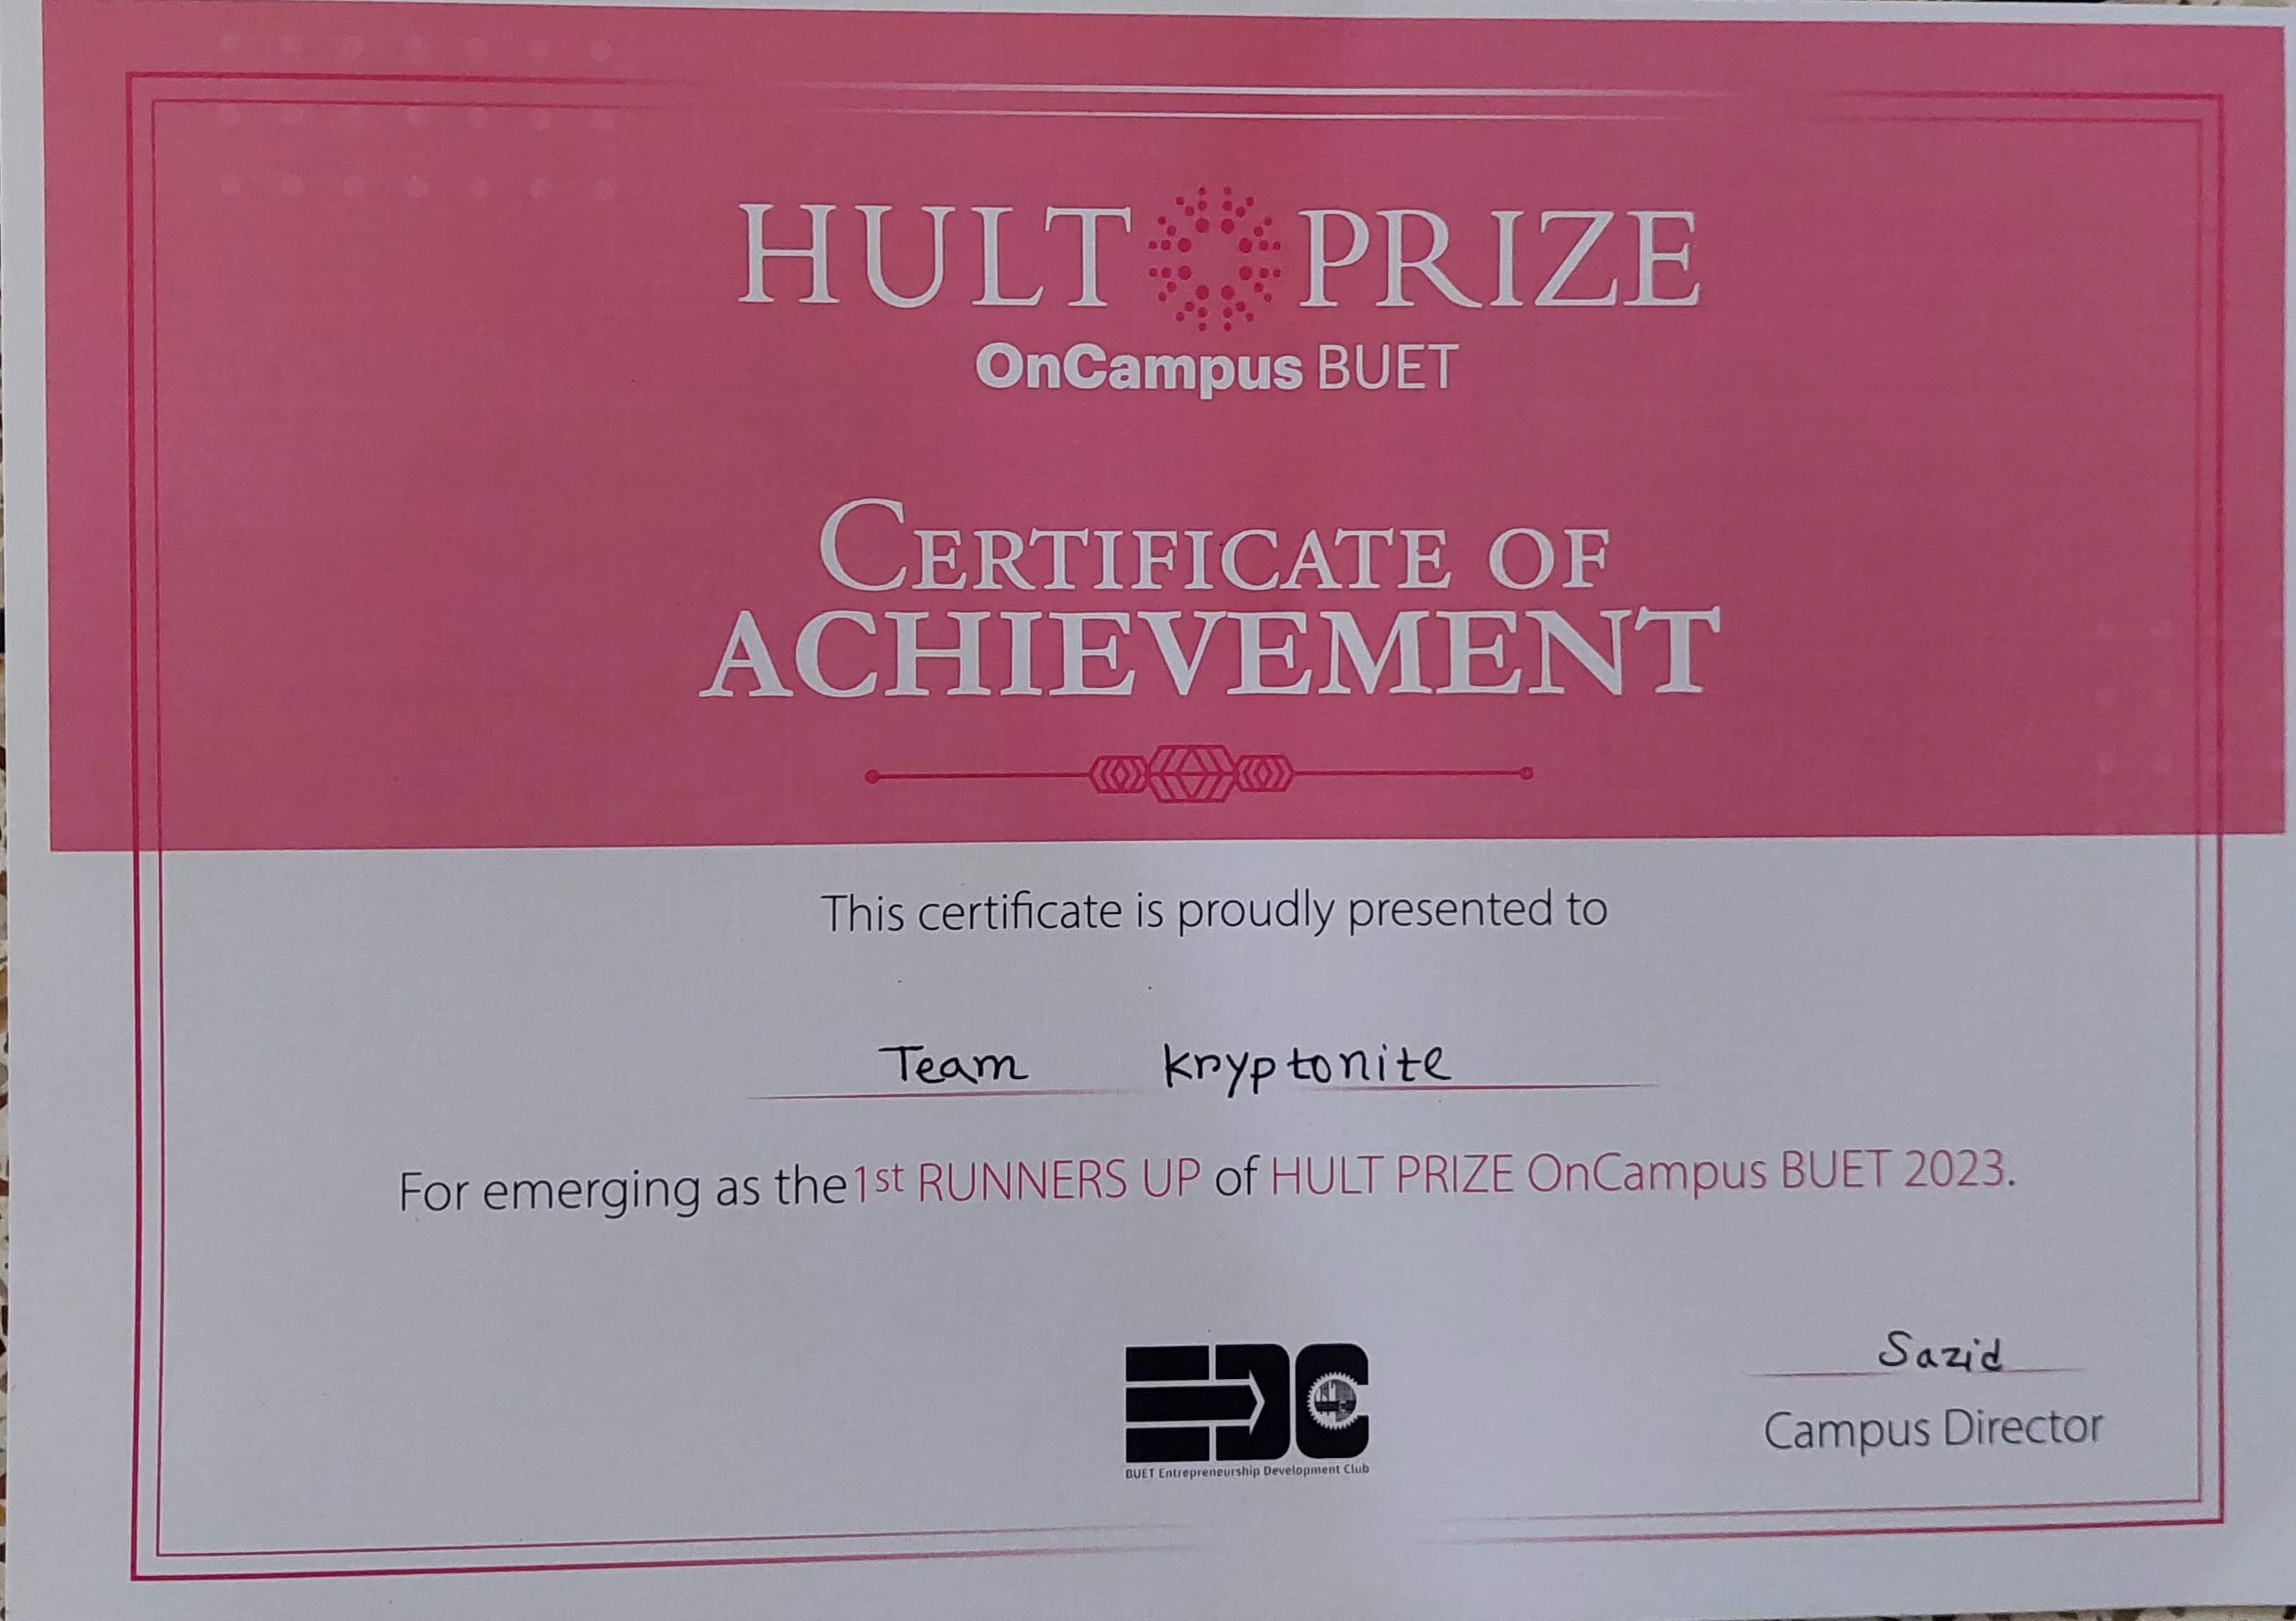 HULT PRIZE
OnCampus BUET
CERTIFICATE OF
ACHIEVEMENT
This certificate is proudly presented to
Team Kryptonite
For emerging as the 1st RUNNERS UP of HULT PRIZE OnCampus BUET 2023.
EDC
BUET Entrepreneurship Development Club
Sazid
Campus Director